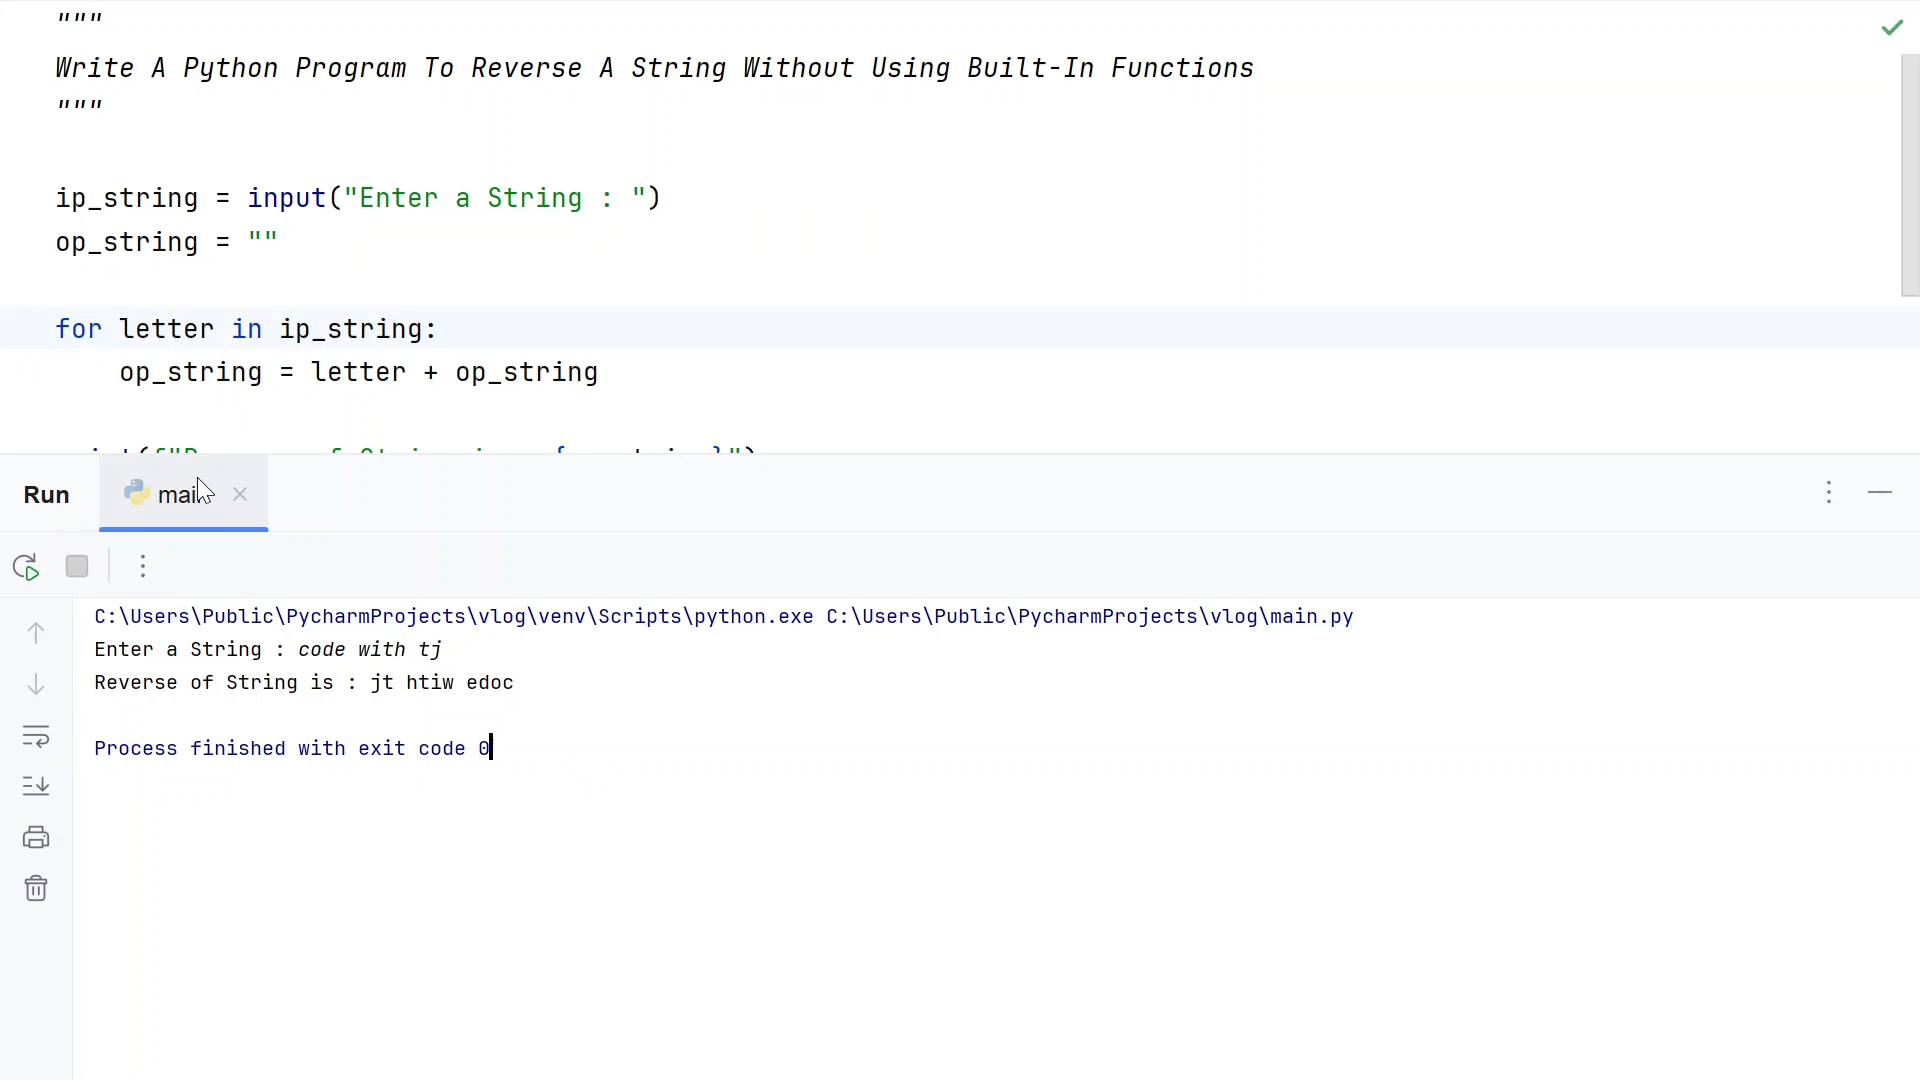 """
Write A Python Program To Reverse A String Without Using Built-In Functions
"""
ip_string = input("Enter a String : ")
op_string = ""
for letter in ip_string:
    op_string = letter + op_string
Run
C:\Users\Public\PycharmProjects\vlog\venv\Scripts\python.exe C:\Users\Public\PycharmProjects\vlog\main.py
Enter a String : code with tj
Reverse of String is : jt htiw edoc
Process finished with exit code 0